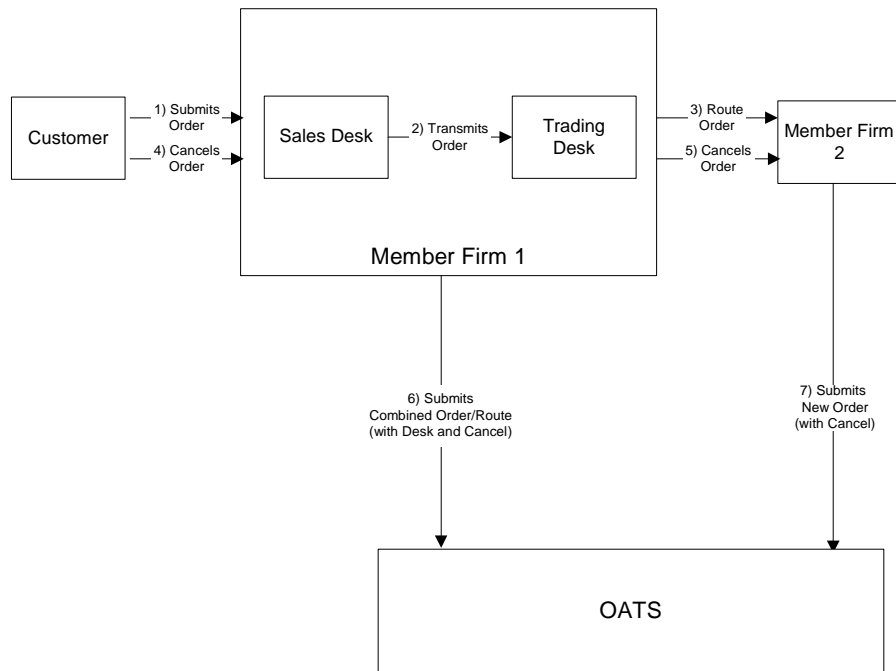 1) Submits
Order
3) Route
Order
Customer
Sales Desk
2) Transmits
Order
Trading
Desk
Member Firm
2
4) Cancels
Order
5) Cancels
Order
Member Firm 1
6) Submits
Combined Order/Route
(with Desk and Cancel)
7) Submits
New Order
(with Cancel)
OATS